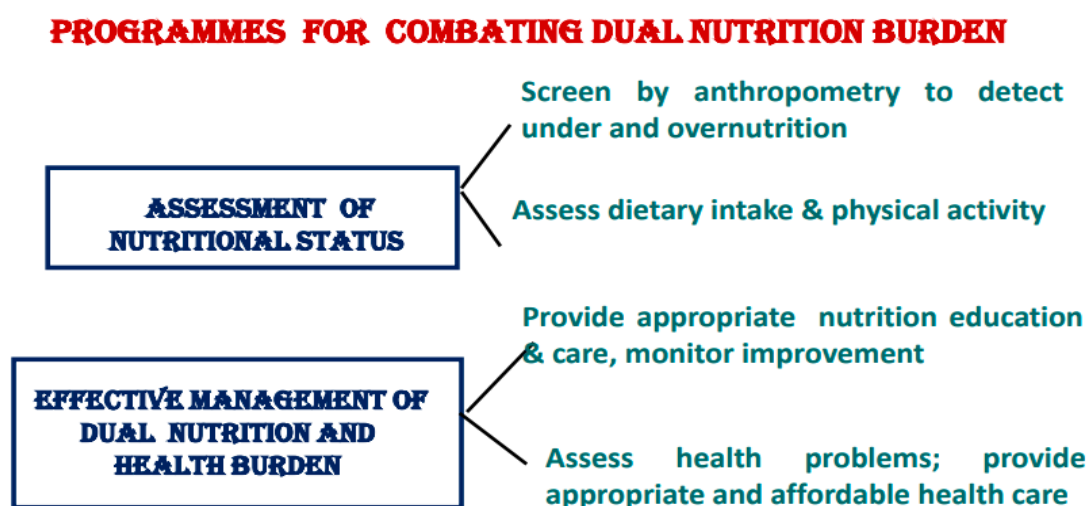 PROGRAMMES FOR COMBATING DUAL NUTRITION BURDEN
Screen by anthropometry to detect
under and overnutrition
ASSESSMENT OF
NUTRITIONAL STATUS
Assess dietary intake & physical activity
Provide appropriate nutrition education
& care, monitor improvement
EFFECTIVE MANAGEMENT OF
DUAL NUTRITION AND
HEALTH BURDEN
Assess health problems; provide
appropriate and affordable health care